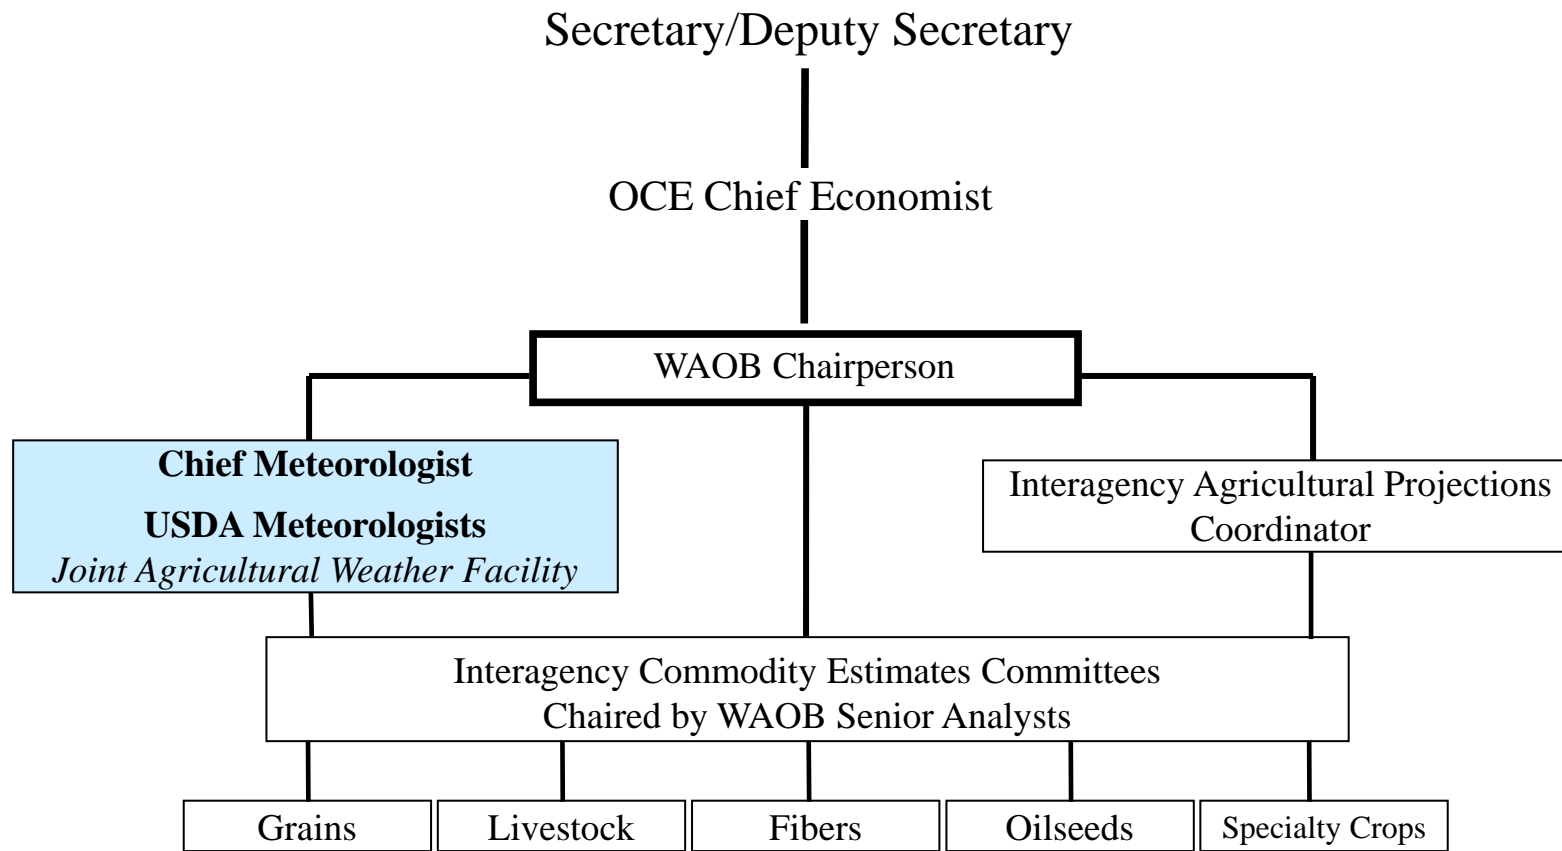 Secretary/Deputy Secretary
OCE Chief Economist
WAOB Chairperson
Chief Meteorologist
USDA Meteorologists
Joint Agricultural Weather Facility
Interagency Agricultural Projections
Coordinator
Interagency Commodity Estimates Committees
Chaired by WAOB Senior Analysts
Grains
Livestock
Fibers
Oilseeds
Specialty Crops